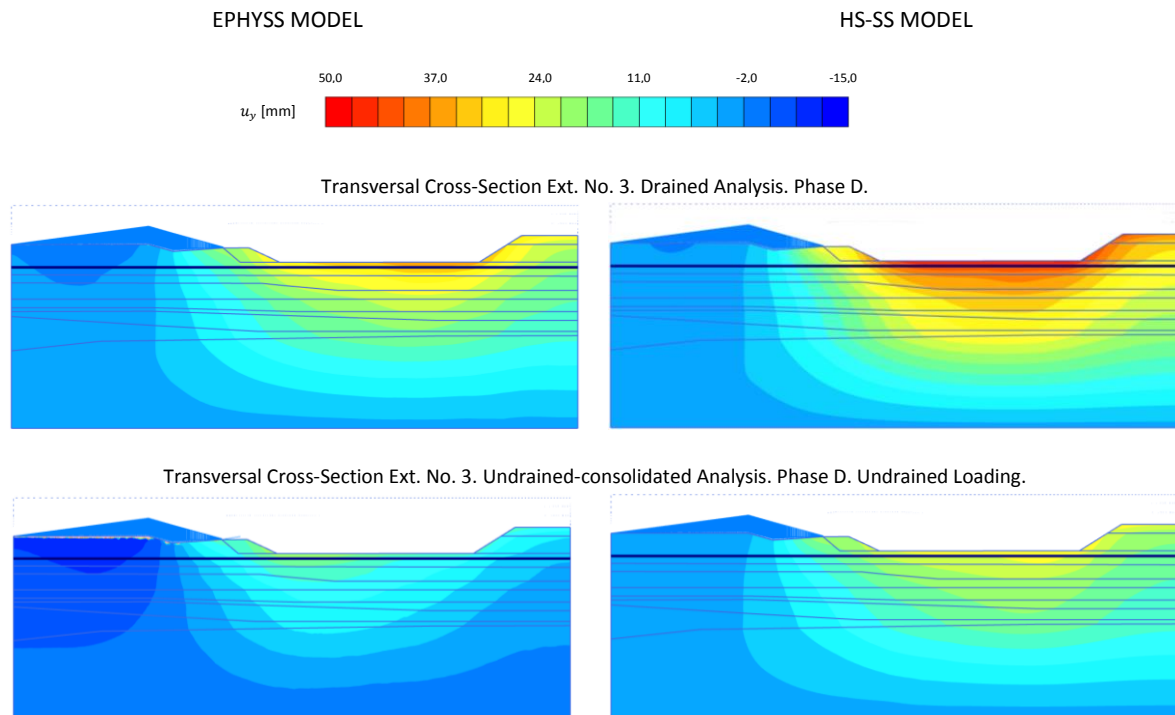 EPHYSS MODEL HS-SS MODEL
50,0 37,0 24,0 11,0 -2,0 -15,0
u_y [mm]
Transversal Cross-Section Ext. No. 3. Drained Analysis. Phase D.
Transversal Cross-Section Ext. No. 3. Undrained-consolidated Analysis. Phase D. Undrained Loading.